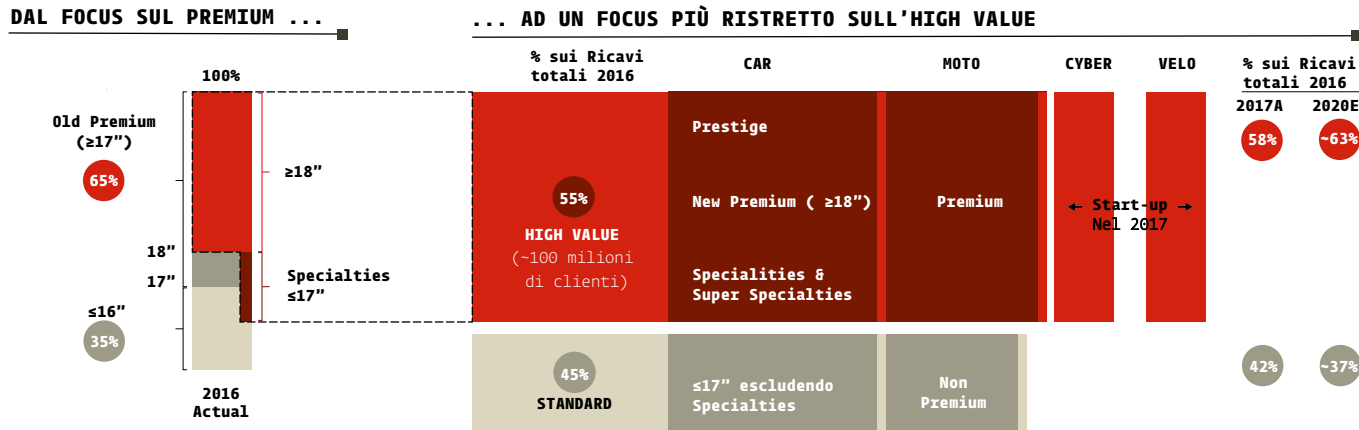 DAL FOCUS SUL PREMIUM ...
... AD UN FOCUS PIÙ RISTRETTO SULL'HIGH VALUE
100%
Old Premium
(≥17”)
65%
≥18”
18”
17”
Specialties
≤17”
≤16”
35%
2016
Actual
% sui Ricavi
totali 2016
CAR
MOTO
CYBER
VELO
% sui Ricavi
totali 2016
2017A
2020E
55%
HIGH VALUE
(~100 milioni
di clienti)
Prestige
New Premium ( ≥18”)
Specialities &
Super Specialties
Premium
← Start-up →
Nel 2017
58%
~63%
45%
STANDARD
≤17” escludendo
Specialties
Non
Premium
42%
~37%